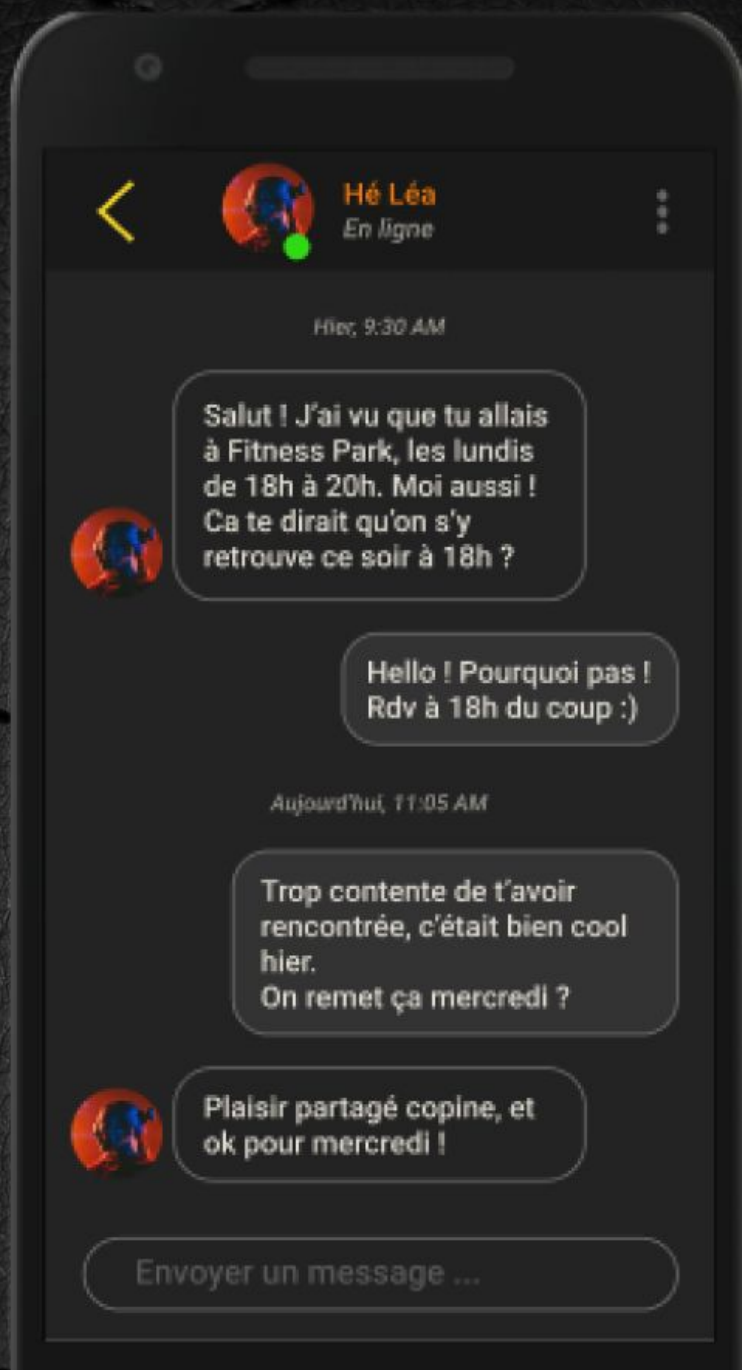 Hé Léa
En ligne
Hier, 9:30 AM
Salut ! J'ai vu que tu allais
à Fitness Park, les lundis
de 18h à 20h. Moi aussi !
Ca te dirait qu'on s'y
retrouve ce soir à 18h ?
Hello ! Pourquoi pas !
Rdv à 18h du coup :)
Aujourd'hui, 11:05 AM
Trop contente de t'avoir
rencontrée, c'était bien cool
hier.
On remet ça mercredi ?
Plaisir partagé copine, et
ok pour mercredi !
Envoyer un message ...